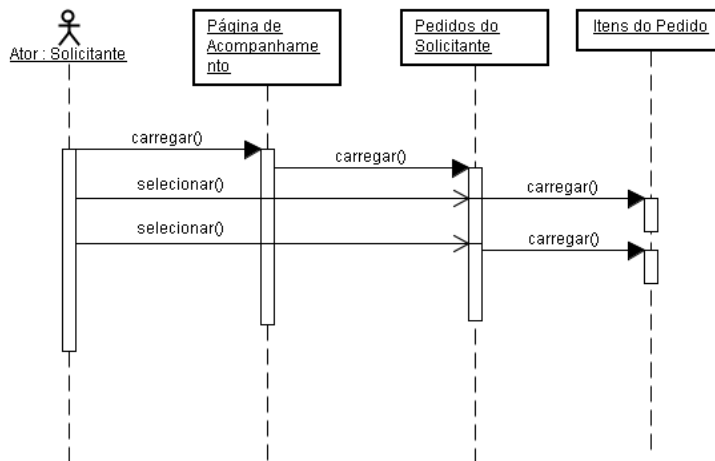 Ator : Solicitante
Página de
Acompanhame
nto
Pedidos do
Solicitante
Itens do Pedido
carregar()
carregar()
selecionar()
carregar()
selecionar()
carregar()